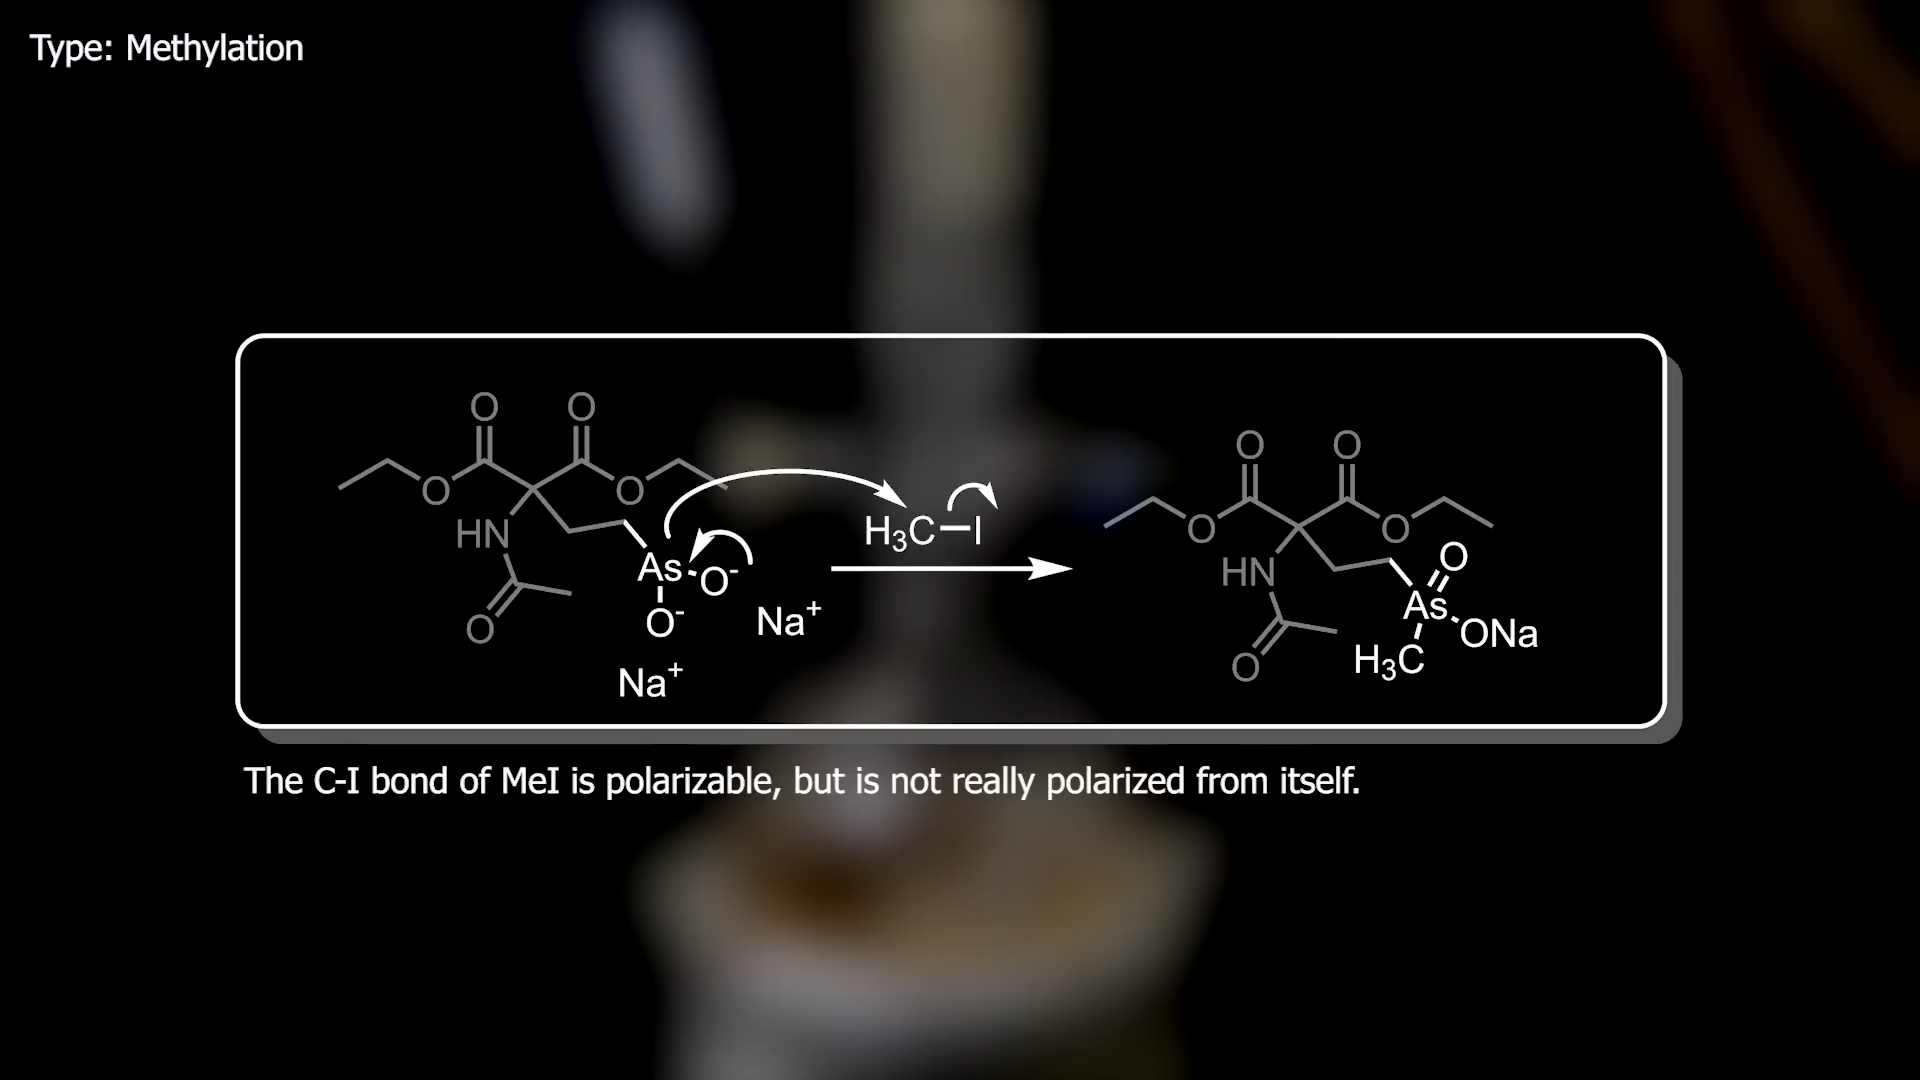 Type: Methylation
O O O O
O O H₃C—I O O
HN HN O
As O⁻ As
O⁻ Na⁺ ONa
O O H₃C
Na⁺
The C-I bond of MeI is polarizable, but is not really polarized from itself.